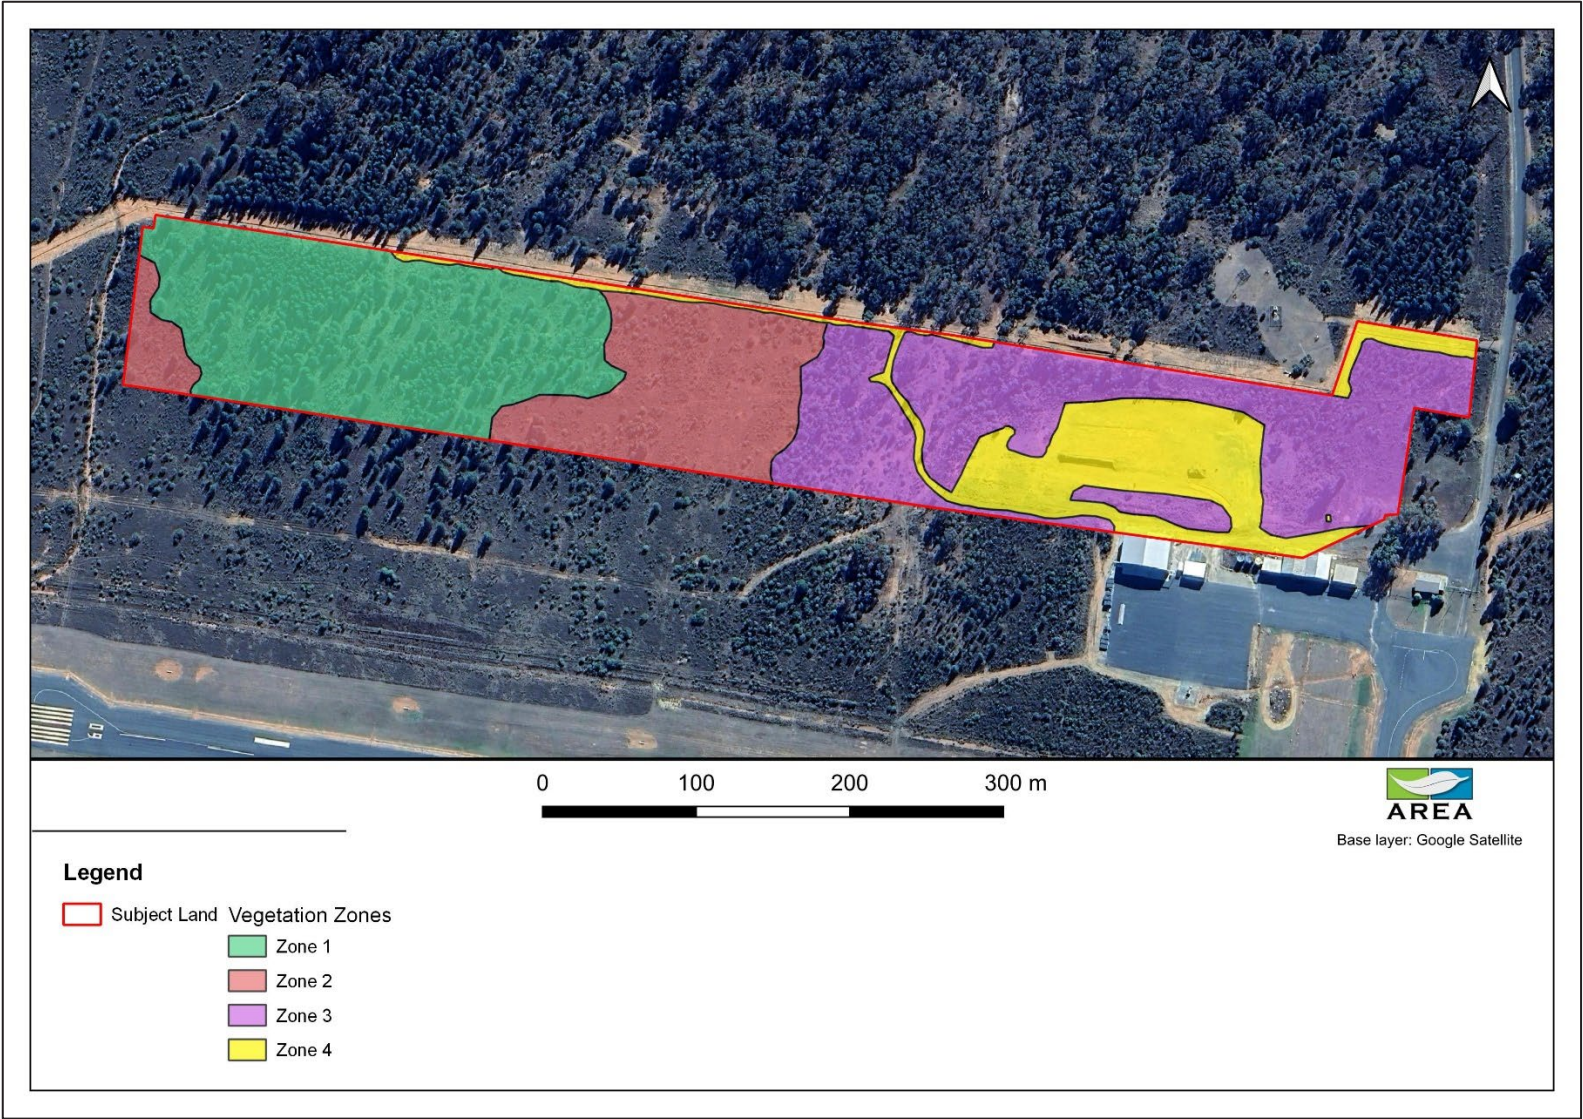 09
0 100 200 300 m
AREA
Base layer: Google Satellite
Legend
Subject Land Vegetation Zones
Zone 1
Zone 2
Zone 3
Zone 4